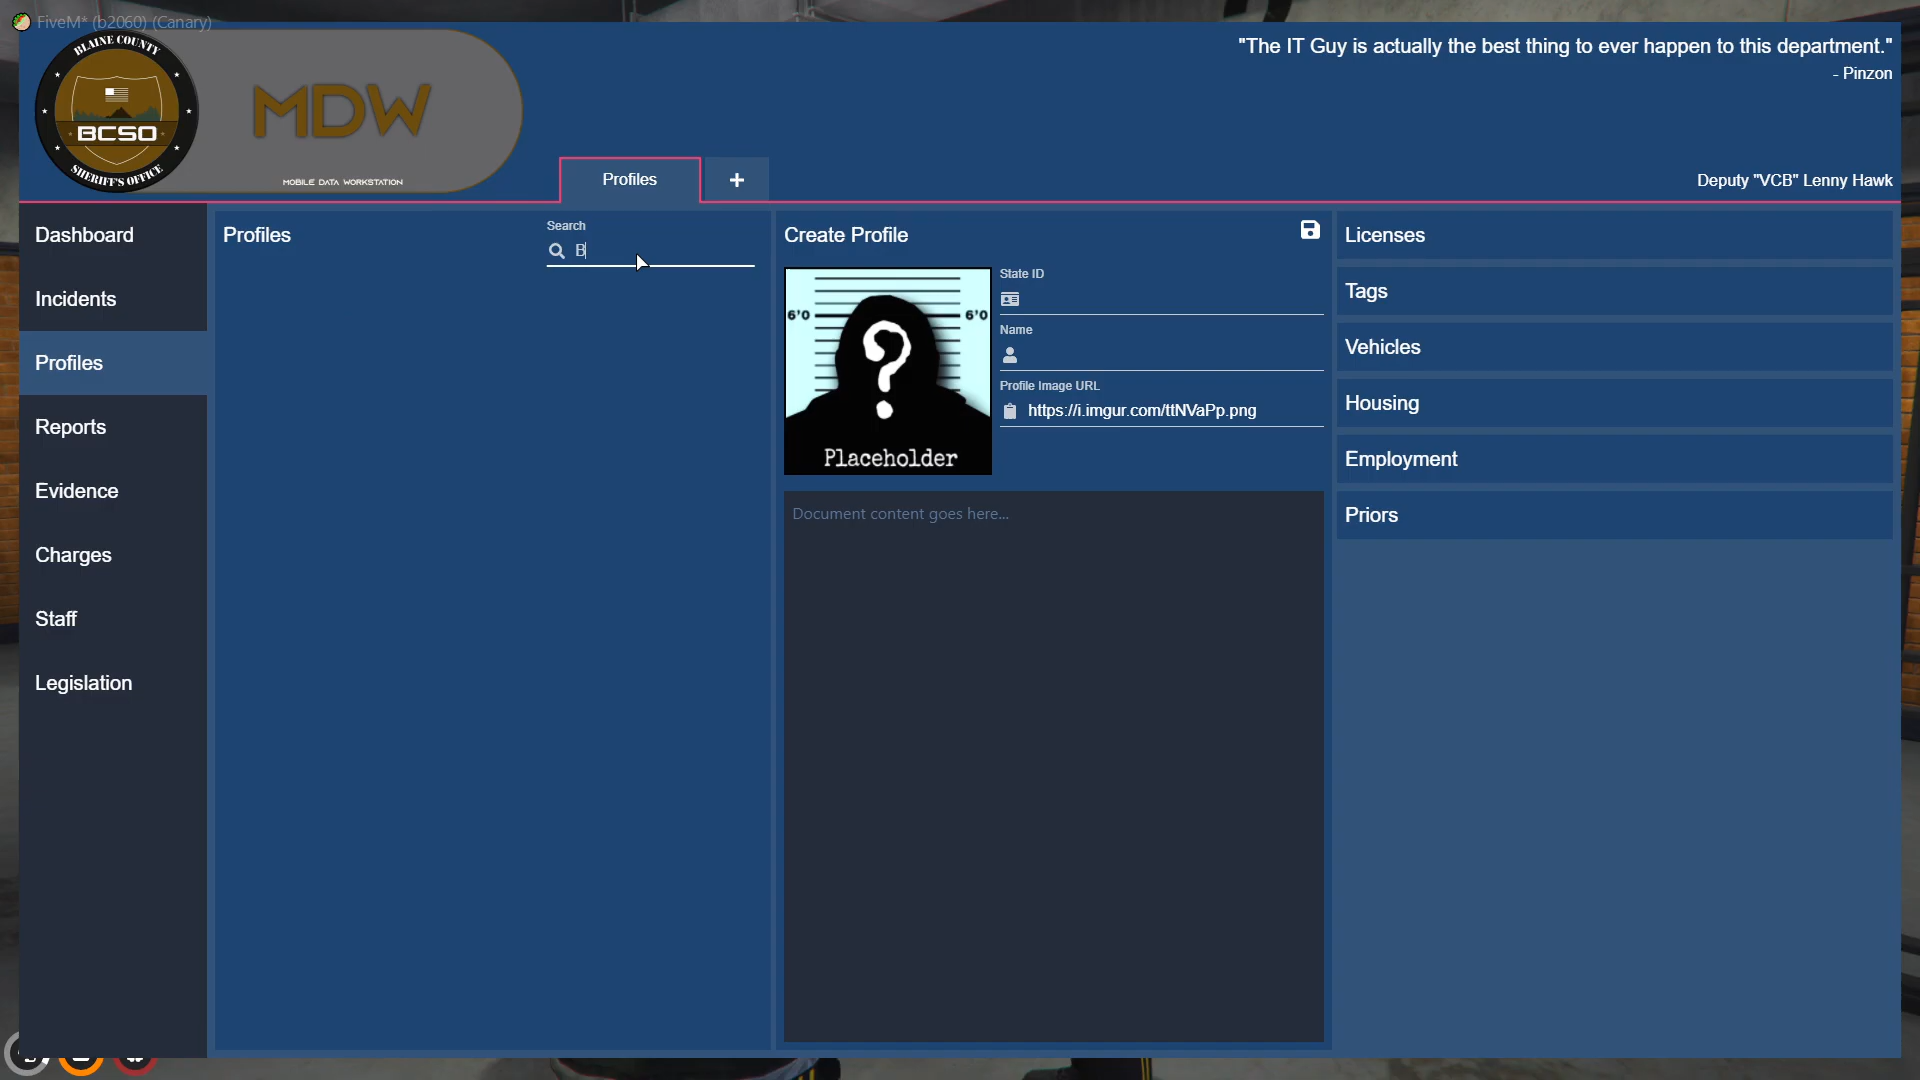 FiveM* (b2060) (Canary)
BLAINE COUNTY
BCSO
SHERIFF'S OFFICE
MDW
MOBILE DATA WORKSTATION
"The IT Guy is actually the best thing to ever happen to this department."
- Pinzon
Profiles
+
Deputy "VCB" Lenny Hawk
Dashboard
Incidents
Profiles
Reports
Evidence
Charges
Staff
Legislation
Profiles
Search
B
Create Profile
6'0 6'0
?
Placeholder
State ID
Name
Profile Image URL
https://i.imgur.com/ttNVaPp.png
Document content goes here...
Licenses
Tags
Vehicles
Housing
Employment
Priors